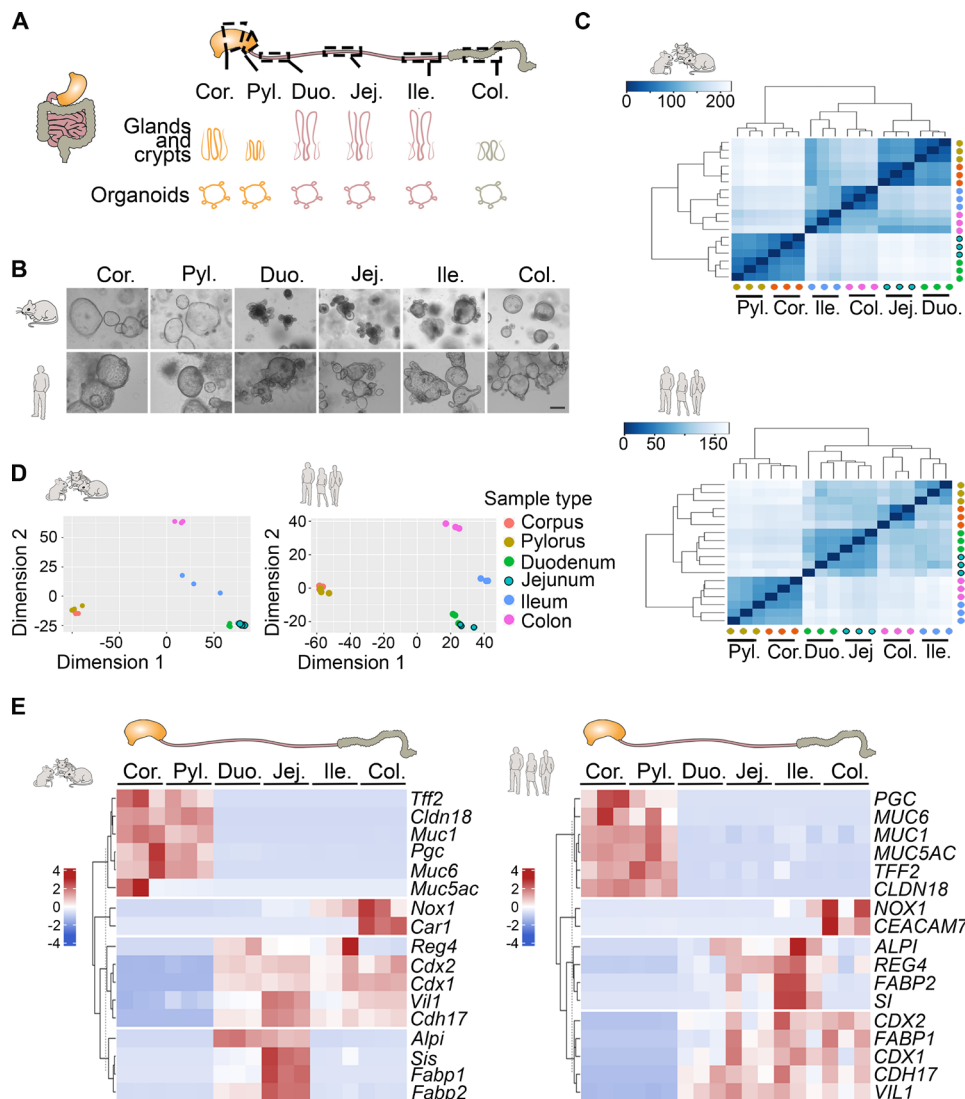 A
Cor. Pyl. Duo. Jej. Ile. Col.
Glands
and
crypts
Organoids
B
Cor. Pyl. Duo. Jej. Ile. Col.
C
0 100 200
Pyl. Cor. Ile. Col. Jej. Duo.
0 50 150
Pyl. Cor. Duo. Jej Col. Ile.
D
Dimension 2
50
25
0
-25
-50 0 50
Dimension 1
Dimension 2
40
20
0
-20
-60 -40 -20 0 20 40
Dimension 1
Sample type
Corpus
Pylorus
Duodenum
Jejunum
Ileum
Colon
E
Cor. Pyl. Duo. Jej. Ile. Col.
4
2
0
-2
-4
Tff2
Cldn18
Muc1
Pgc
Muc6
Muc5ac
Nox1
Car1
Reg4
Cdx2
Cdx1
Vil1
Cdh17
Alpi
Sis
Fabp1
Fabp2
Cor. Pyl. Duo. Jej. Ile. Col.
4
2
0
-2
-4
PGC
MUC6
MUC1
MUC5AC
TFF2
CLDN18
NOX1
CEACAM7
ALPI
REG4
FABP2
SI
CDX2
FABP1
CDX1
CDH17
VIL1